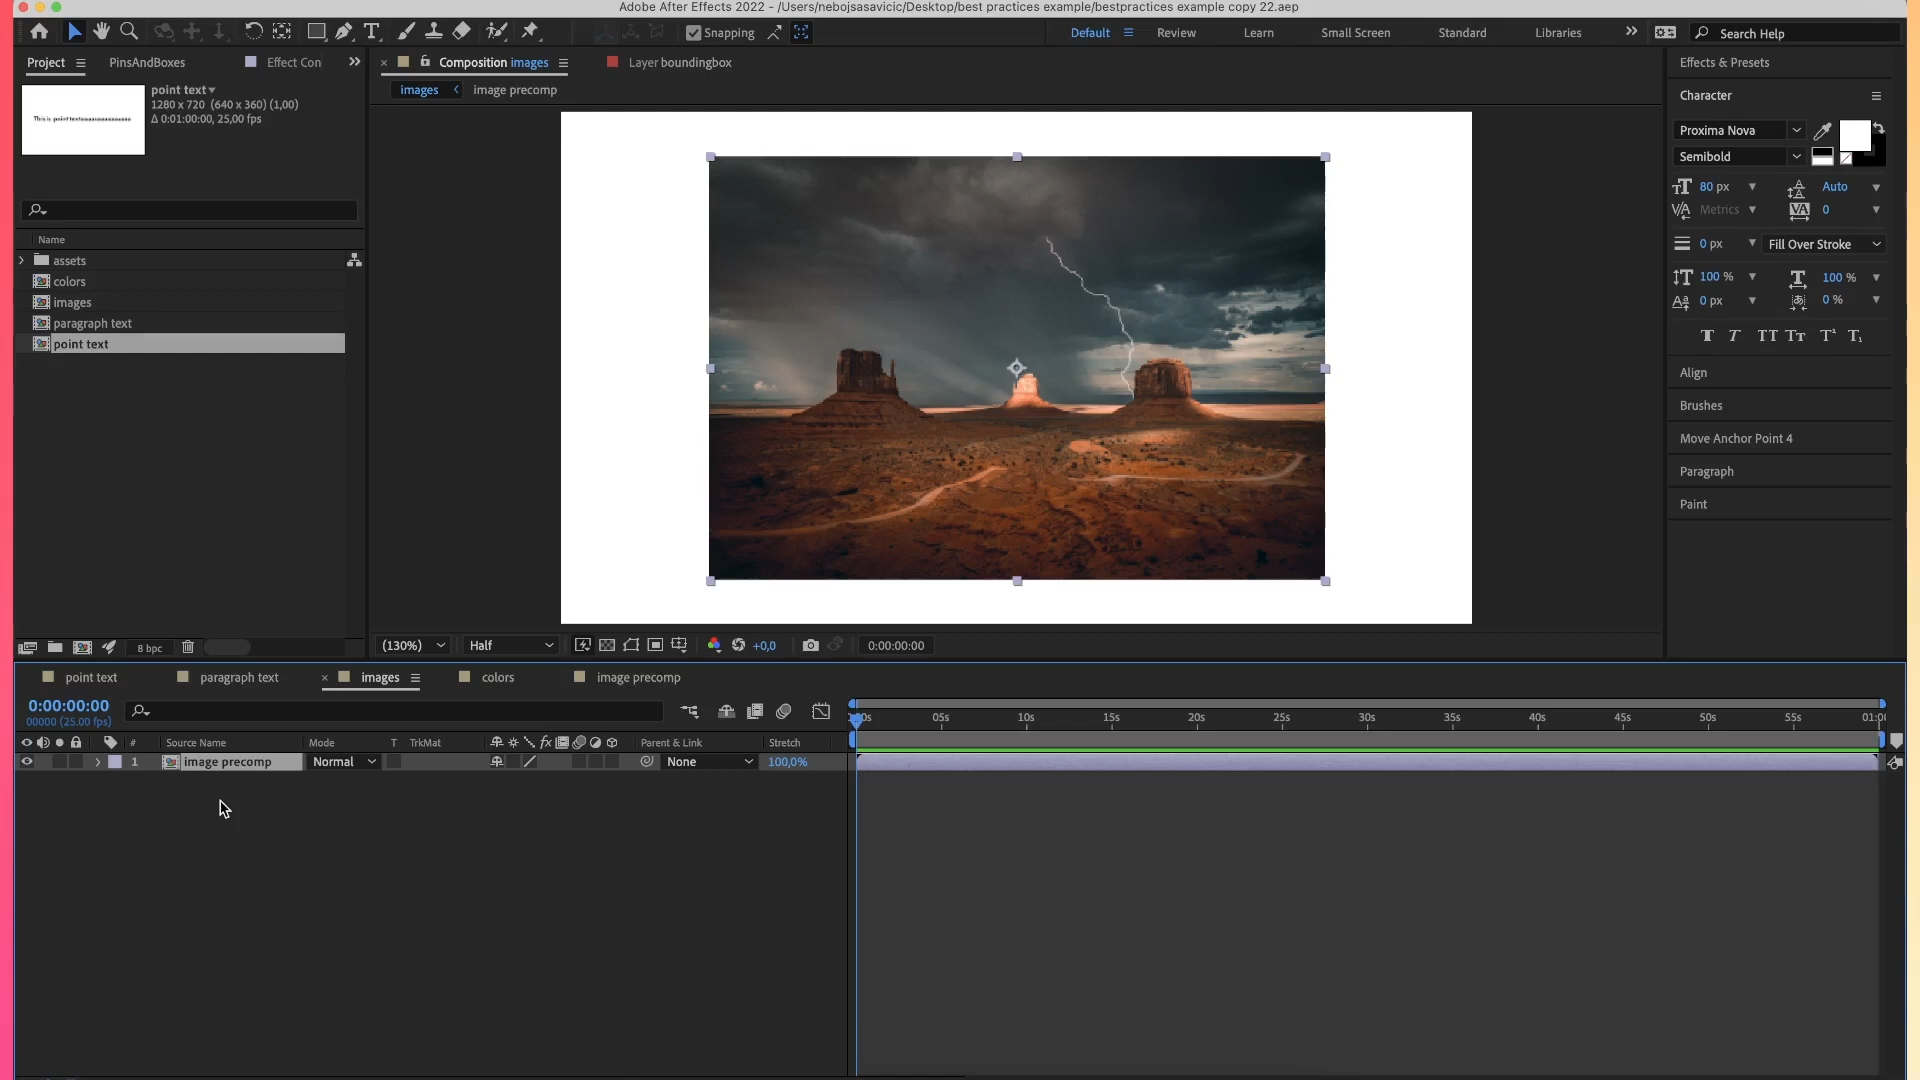 Adobe After Effects 2022 - /Users/nebojsasavicic/Desktop/best practices example/bestpractices example copy 22.aep
Snapping
Default
Review
Learn
Small Screen
Standard
Libraries
Search Help
Project
PinsAndBoxes
Effect Con
Composition images
Layer boundingbox
images
image precomp
point text
1280 x 720 (640 x 360) (1,00)
Δ 0:01:00:00, 25,00 fps
Name
assets
colors
images
paragraph text
point text
8 bpc
(130%)
Half
+0,0
0:00:00:00
Effects & Presets
Character
Proxima Nova
Semibold
80 px
Auto
Metrics
0
0 px
Fill Over Stroke
100 %
100 %
0 px
0 %
Align
Brushes
Move Anchor Point 4
Paragraph
Paint
point text
paragraph text
images
colors
image precomp
0:00:00:00
00000 (25.00 fps)
05s
10s
15s
20s
25s
30s
35s
40s
45s
50s
55s
# Source Name Mode T TrkMat Parent & Link Stretch
1 image precomp Normal None 100,0%